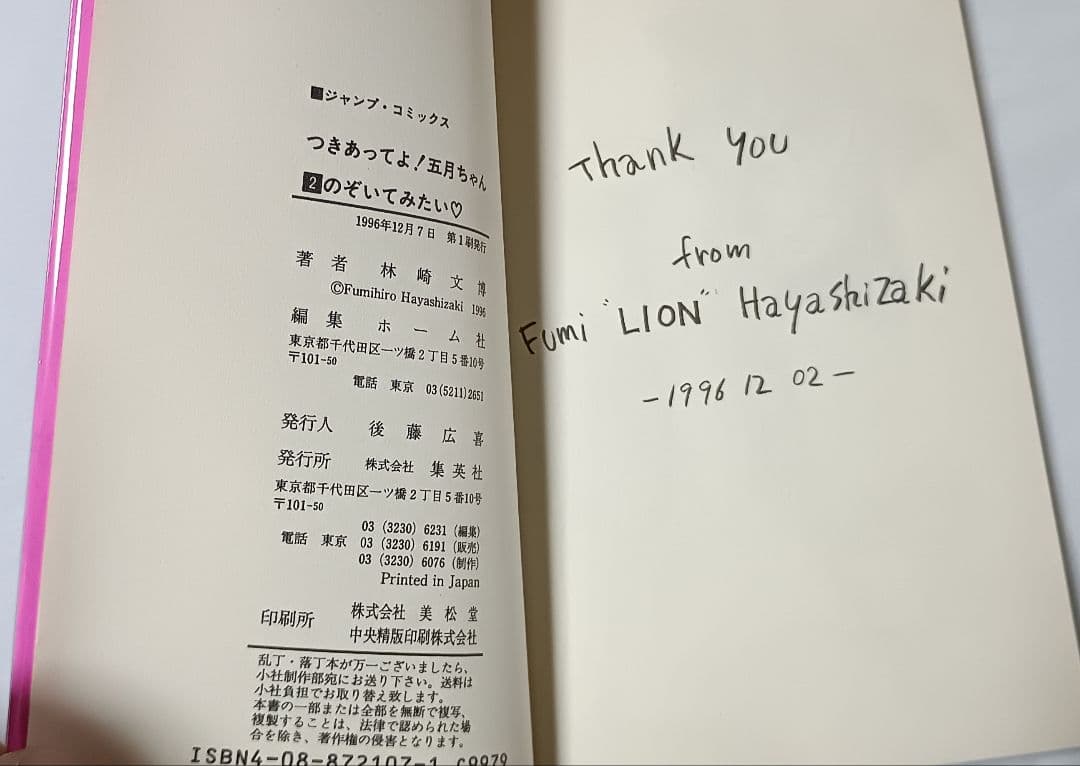 ■ジャンプ・コミックス
つきあってよ!五月ちゃん
2のぞいてみたい♡
1996年12月7日 第1刷発行
著者 林崎文博
©Fumihiro Hayashizaki 1996
編集 ホーム社
東京都千代田区一ツ橋2丁目5番10号
〒101-50
電話 東京 03(5211)2651
発行人 後藤広喜
発行所 株式会社 集英社
東京都千代田区一ツ橋2丁目5番10号
〒101-50
03(3230)6231(編集)
電話 東京 03(3230)6191(販売)
03(3230)6076(制作)
Printed in Japan
印刷所 株式会社 美松堂
中央精版印刷株式会社
乱丁・落丁本が万一ございましたら、
小社制作部宛にお送り下さい。送料は
小社負担でお取り替え致します。
本書の一部または全部を無断で複写、
複製することは、法律で認められた場
合を除き、著作権の侵害となります。
ISBN4-08-872107-1 C9979
Thank you
from
Fumi "LION" Hayashizaki
-1996 12 02-